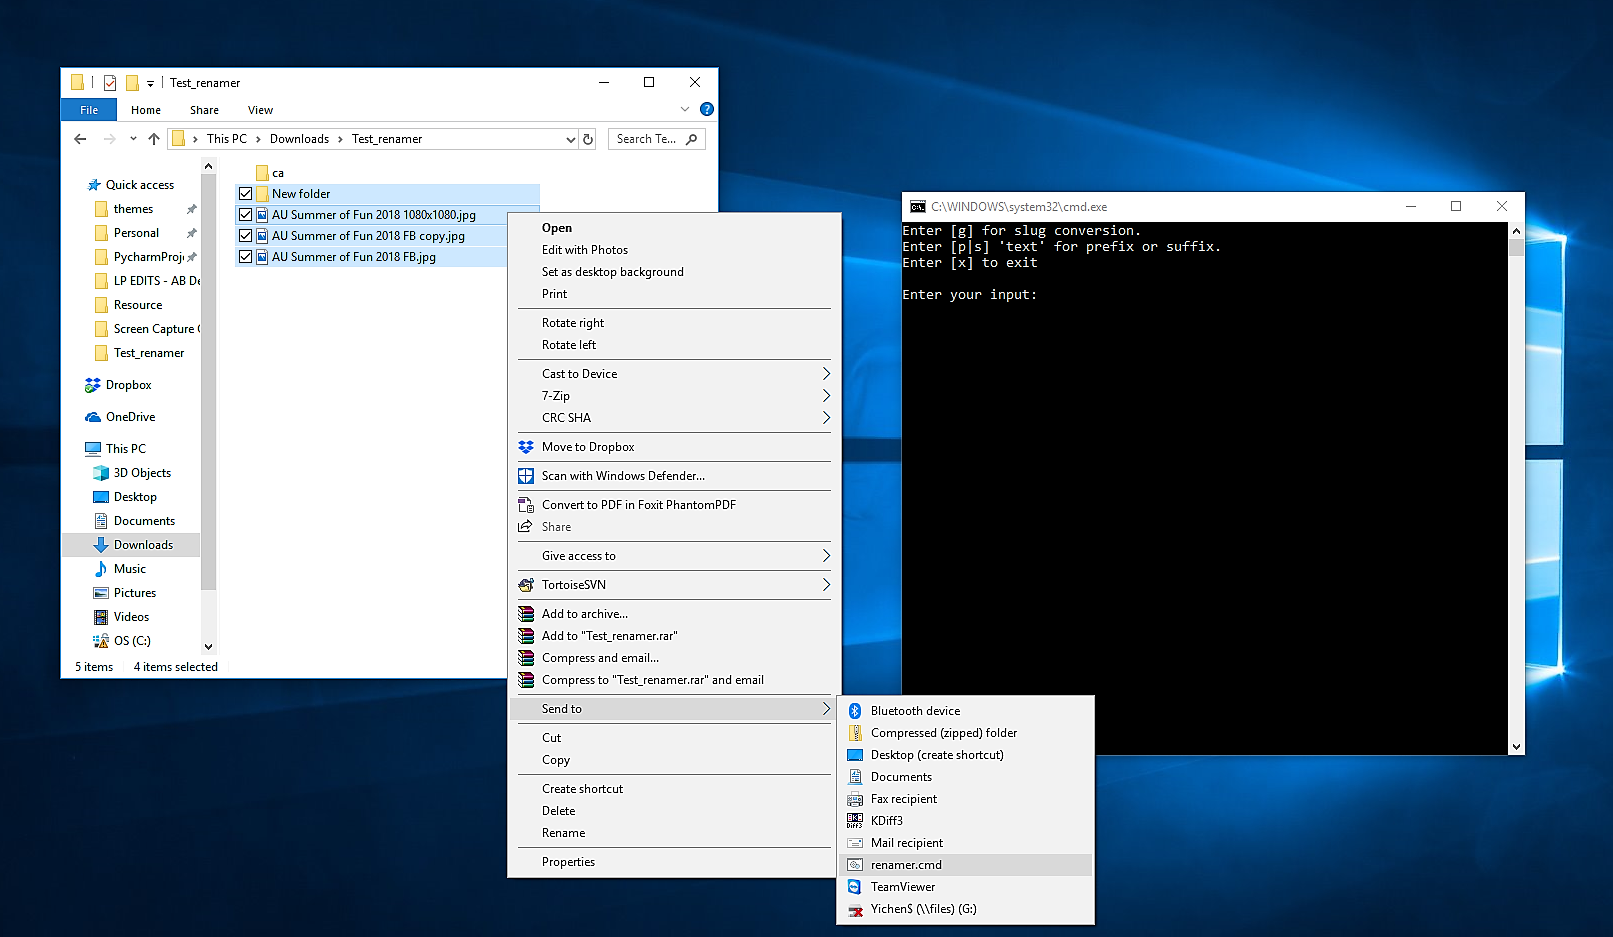 Test_renamer
File Home Share View
This PC Downloads Test_renamer
Search Te...
Quick access
themes
Personal
PycharmProj
LP EDITS - AB De
Resource
Screen Capture
Test_renamer
Dropbox
OneDrive
This PC
3D Objects
Desktop
Documents
Downloads
Music
Pictures
Videos
OS (C:)
ca
New folder
AU Summer of Fun 2018 1080x1080.jpg
AU Summer of Fun 2018 FB copy.jpg
AU Summer of Fun 2018 FB.jpg
5 items 4 items selected
Open
Edit with Photos
Set as desktop background
Print
Rotate right
Rotate left
Cast to Device
7-Zip
CRC SHA
Move to Dropbox
Scan with Windows Defender...
Convert to PDF in Foxit PhantomPDF
Share
Give access to
TortoiseSVN
Add to archive...
Add to "Test_renamer.rar"
Compress and email...
Compress to "Test_renamer.rar" and email
Send to
Cut
Copy
Create shortcut
Delete
Rename
Properties
Bluetooth device
Compressed (zipped) folder
Desktop (create shortcut)
Documents
Fax recipient
KDiff3
Mail recipient
renamer.cmd
TeamViewer
Yichen$ (\\files) (G:)
C:\WINDOWS\system32\cmd.exe
Enter [g] for slug conversion.
Enter [p|s] 'text' for prefix or suffix.
Enter [x] to exit
Enter your input: